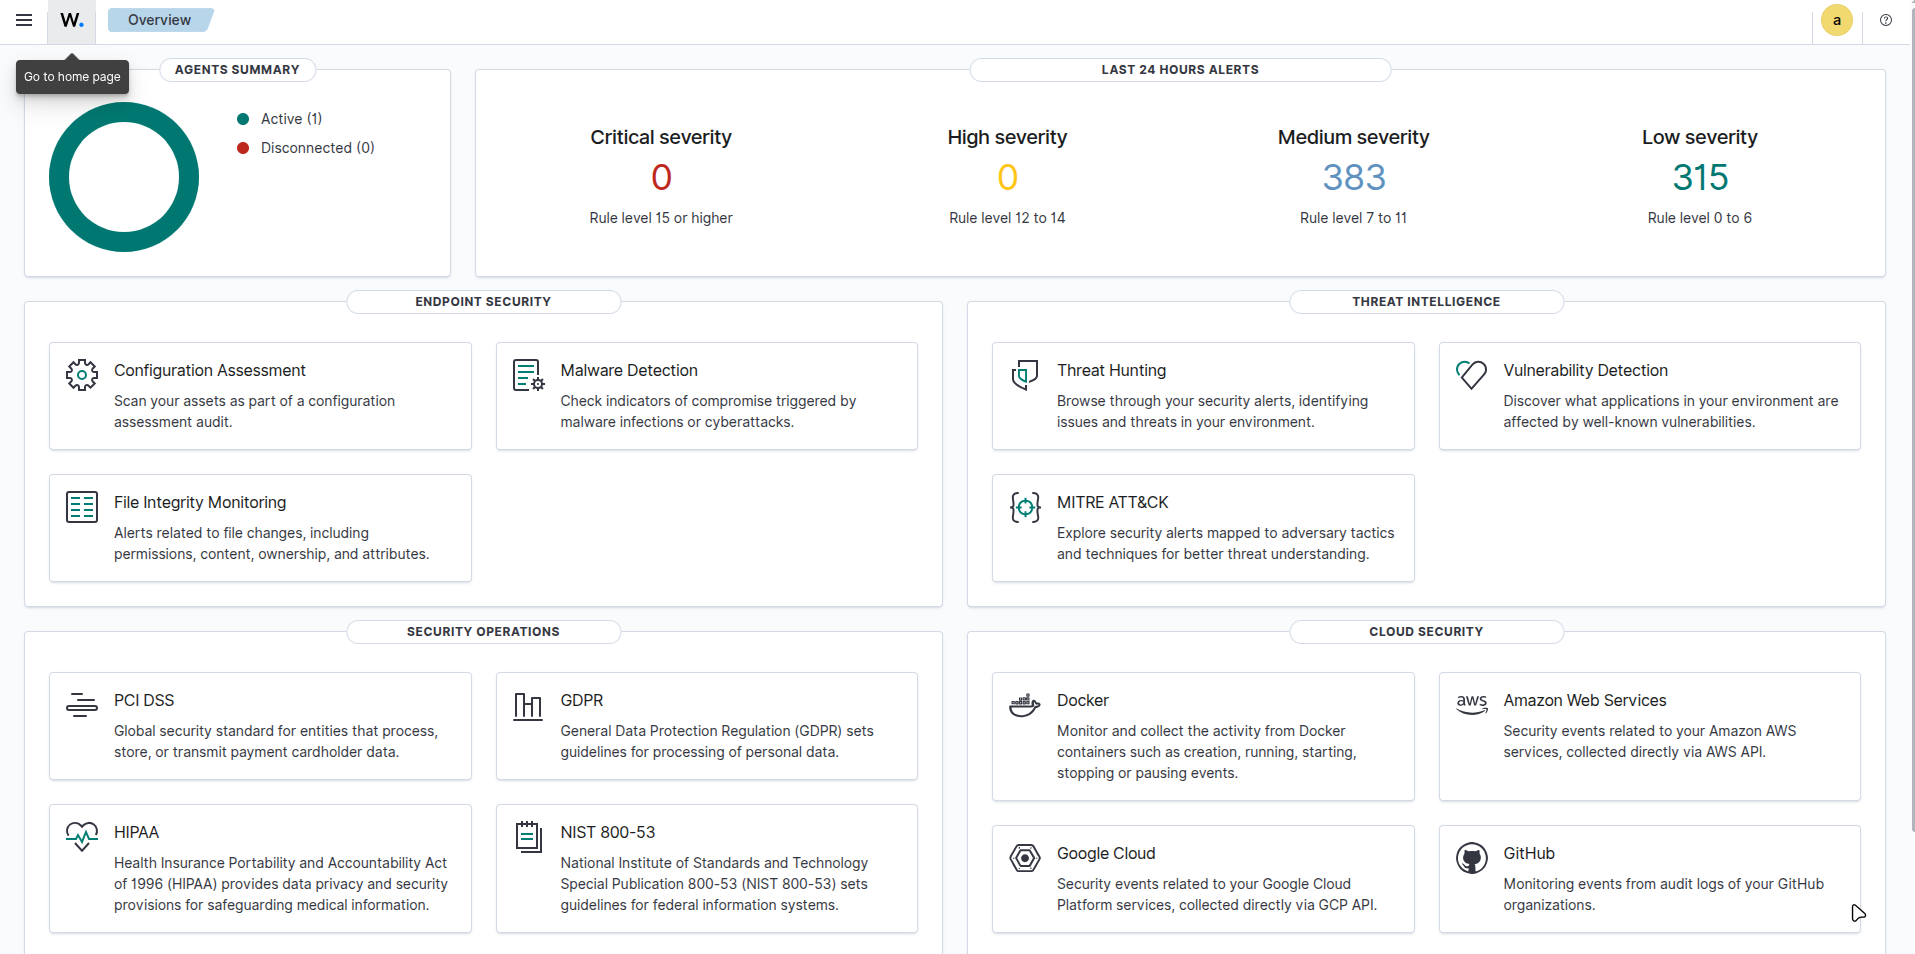 W.
Overview
a
Go to home page
AGENTS SUMMARY
Active (1)
Disconnected (0)
LAST 24 HOURS ALERTS
Critical severity
0
Rule level 15 or higher
High severity
0
Rule level 12 to 14
Medium severity
383
Rule level 7 to 11
Low severity
315
Rule level 0 to 6
ENDPOINT SECURITY
Configuration Assessment
Scan your assets as part of a configuration
assessment audit.
Malware Detection
Check indicators of compromise triggered by
malware infections or cyberattacks.
File Integrity Monitoring
Alerts related to file changes, including
permissions, content, ownership, and attributes.
THREAT INTELLIGENCE
Threat Hunting
Browse through your security alerts, identifying
issues and threats in your environment.
Vulnerability Detection
Discover what applications in your environment are
affected by well-known vulnerabilities.
MITRE ATT&CK
Explore security alerts mapped to adversary tactics
and techniques for better threat understanding.
SECURITY OPERATIONS
PCI DSS
Global security standard for entities that process,
store, or transmit payment cardholder data.
GDPR
General Data Protection Regulation (GDPR) sets
guidelines for processing of personal data.
HIPAA
Health Insurance Portability and Accountability Act
of 1996 (HIPAA) provides data privacy and security
provisions for safeguarding medical information.
NIST 800-53
National Institute of Standards and Technology
Special Publication 800-53 (NIST 800-53) sets
guidelines for federal information systems.
CLOUD SECURITY
Docker
Monitor and collect the activity from Docker
containers such as creation, running, starting,
stopping or pausing events.
aws
Amazon Web Services
Security events related to your Amazon AWS
services, collected directly via AWS API.
Google Cloud
Security events related to your Google Cloud
Platform services, collected directly via GCP API.
GitHub
Monitoring events from audit logs of your GitHub
organizations.